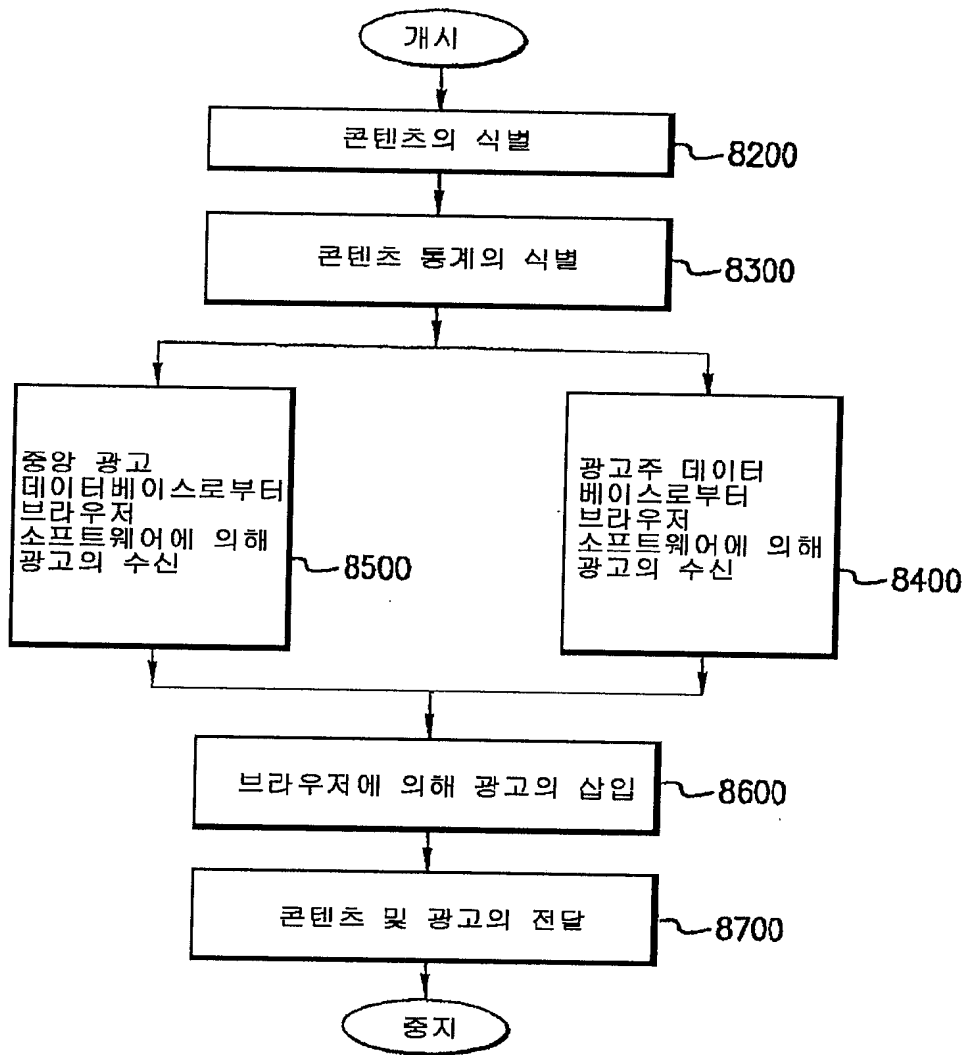 개시
콘텐츠의 식별
8200
콘텐츠 통계의 식별
8300
중앙 광고
데이터베이스로부터
브라우저
소프트웨어에 의해
광고의 수신
8500
광고주 데이터
베이스로부터
브라우저
소프트웨어에 의해
광고의 수신
8400
브라우저에 의해 광고의 삽입
8600
콘텐츠 및 광고의 전달
8700
중지